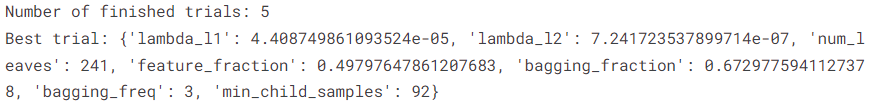 Number of finished trials: 5
Best trial: {'lambda_l1': 4.408749861093524e-05, 'lambda_l2': 7.241723537899714e-07, 'num_l
eaves': 241, 'feature_fraction': 0.49797647861207683, 'bagging_fraction': 0.672977594112737
8, 'bagging_freq': 3, 'min_child_samples': 92}